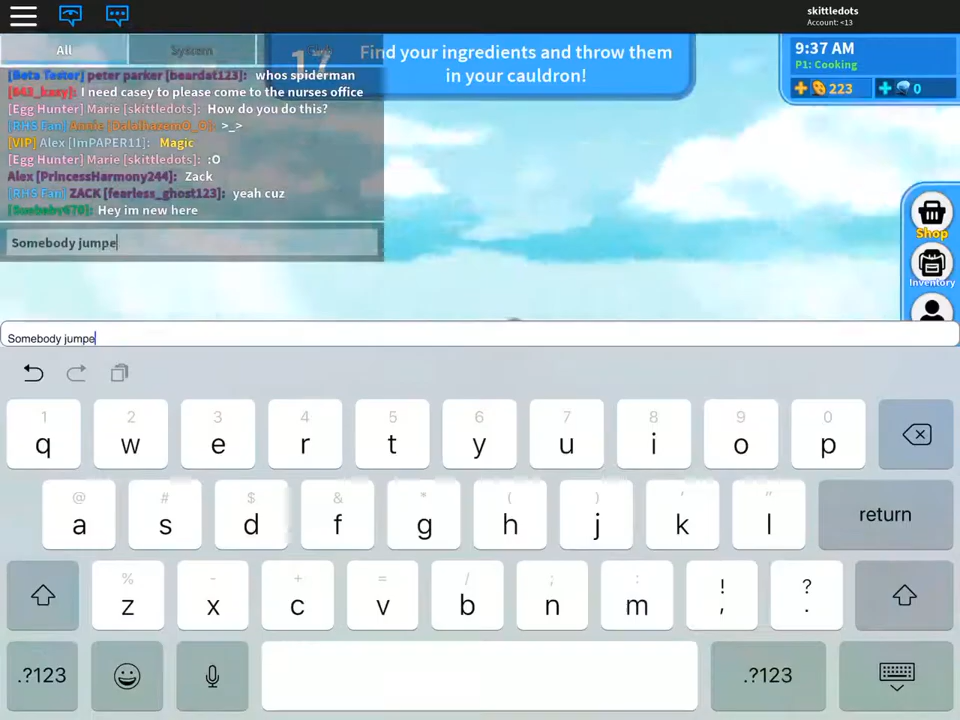 skittledots
Account: <13
All
System
17
Find your ingredients and throw them
in your cauldron!
9:37 AM
P1: Cooking
223
0
[Beta Tester] peter parker [beardat123]: whos spiderman
I need casey to please come to the nurses office
[Egg Hunter] Marie [skittledots]: How do you do this?
[RHS Fan] >_>
[VIP] Alex [ImPAPER11]: Magic
[Egg Hunter] Marie [skittledots]: :O
Alex [PrincessHarmony244]: Zack
[RHS Fan] ZACK [fearless_ghost123]: yeah cuz
Hey im new here
Somebody jumpe
Shop
Inventory
Somebody jumpe
1 2 3 4 5 6 7 8 9 0
q w e r t y u i o p
@ # $ & * ( ) ' "
a s d f g h j k l return
% - + = / ; : ! ?
z x c v b n m , .
.?123 .?123